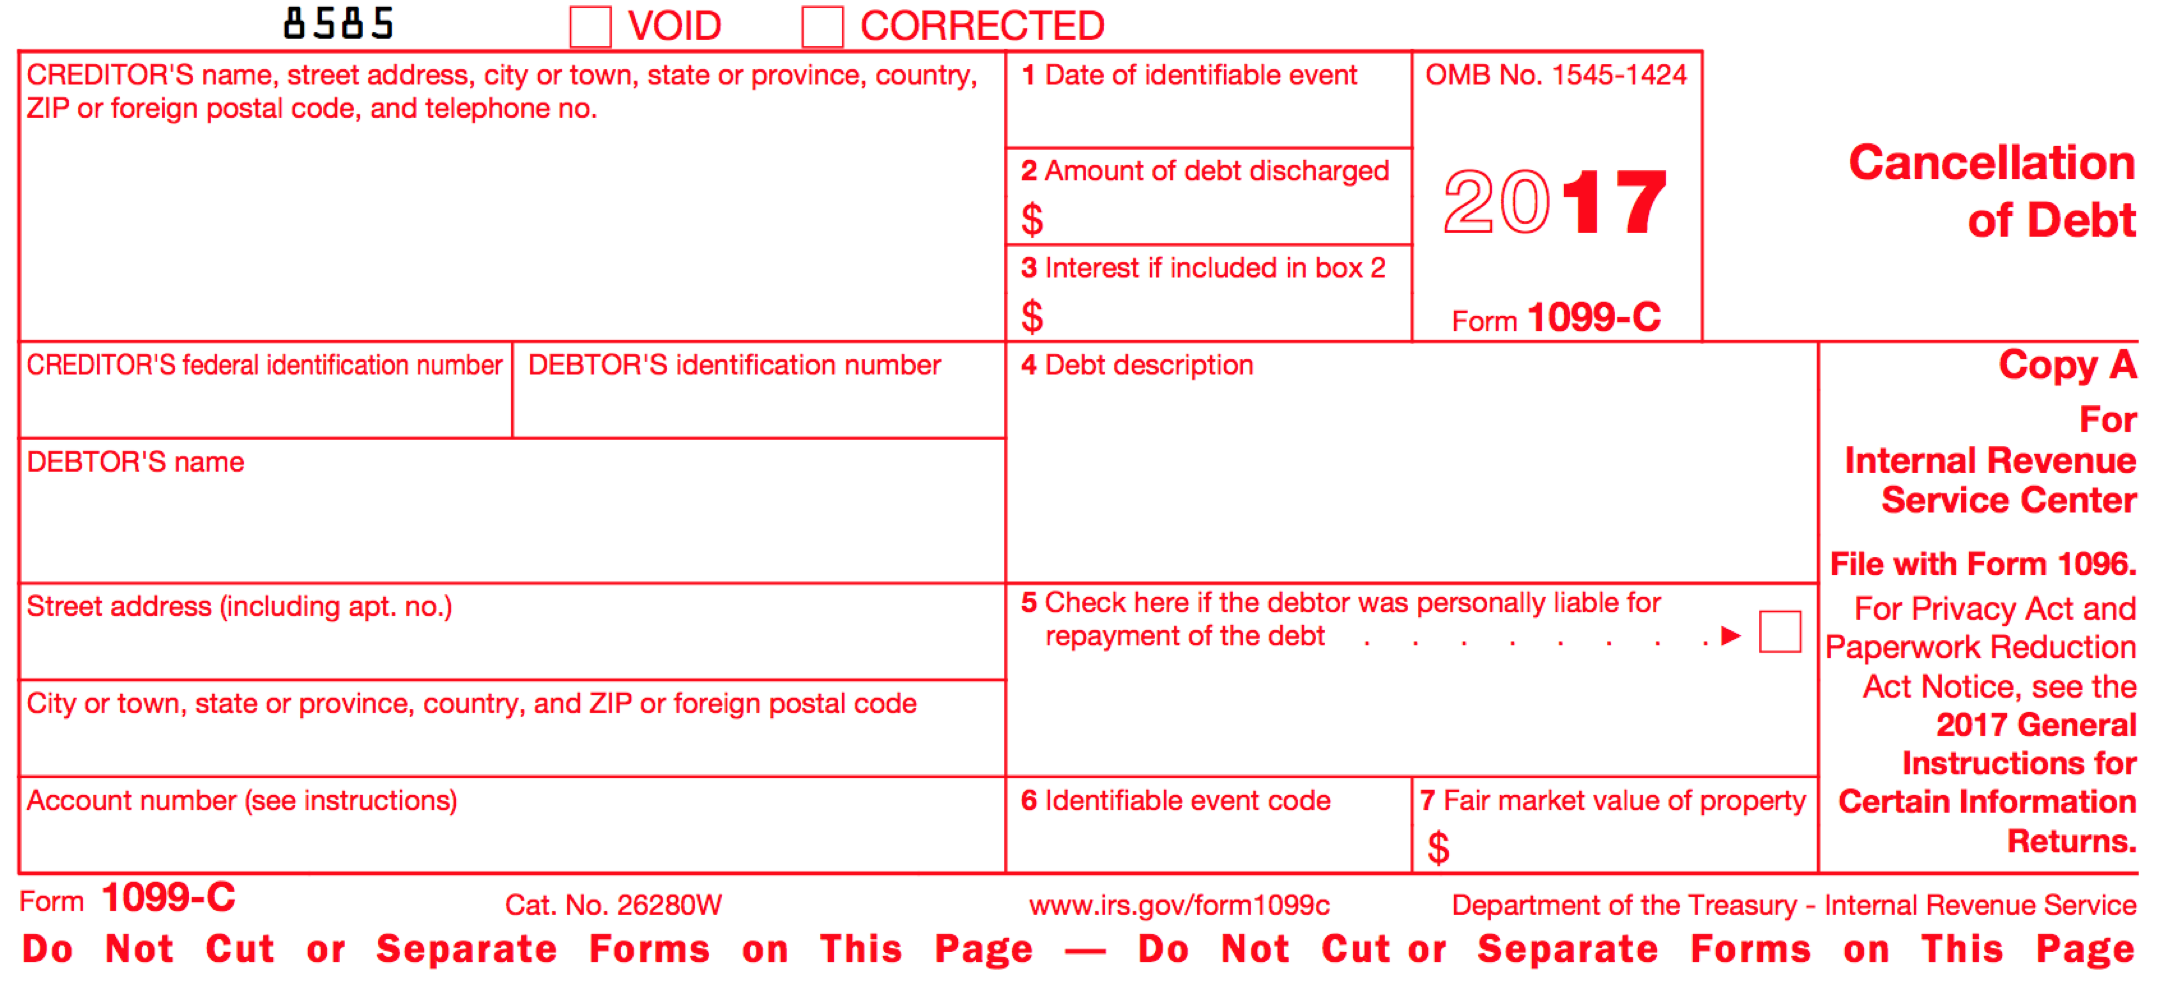 8585 VOID CORRECTED
CREDITOR'S name, street address, city or town, state or province, country,
ZIP or foreign postal code, and telephone no.
1 Date of identifiable event
OMB No. 1545-1424
2 Amount of debt discharged
$
3 Interest if included in box 2
$
2017
Form 1099-C
Cancellation
of Debt
CREDITOR'S federal identification number
DEBTOR'S identification number
4 Debt description
DEBTOR'S name
Street address (including apt. no.)
5 Check here if the debtor was personally liable for
repayment of the debt . . . . . . . . ►
City or town, state or province, country, and ZIP or foreign postal code
Account number (see instructions)
6 Identifiable event code
7 Fair market value of property
$
Copy A
For
Internal Revenue
Service Center
File with Form 1096.
For Privacy Act and
Paperwork Reduction
Act Notice, see the
2017 General
Instructions for
Certain Information
Returns.
Form 1099-C Cat. No. 26280W www.irs.gov/form1099c Department of the Treasury - Internal Revenue Service
Do Not Cut or Separate Forms on This Page — Do Not Cut or Separate Forms on This Page